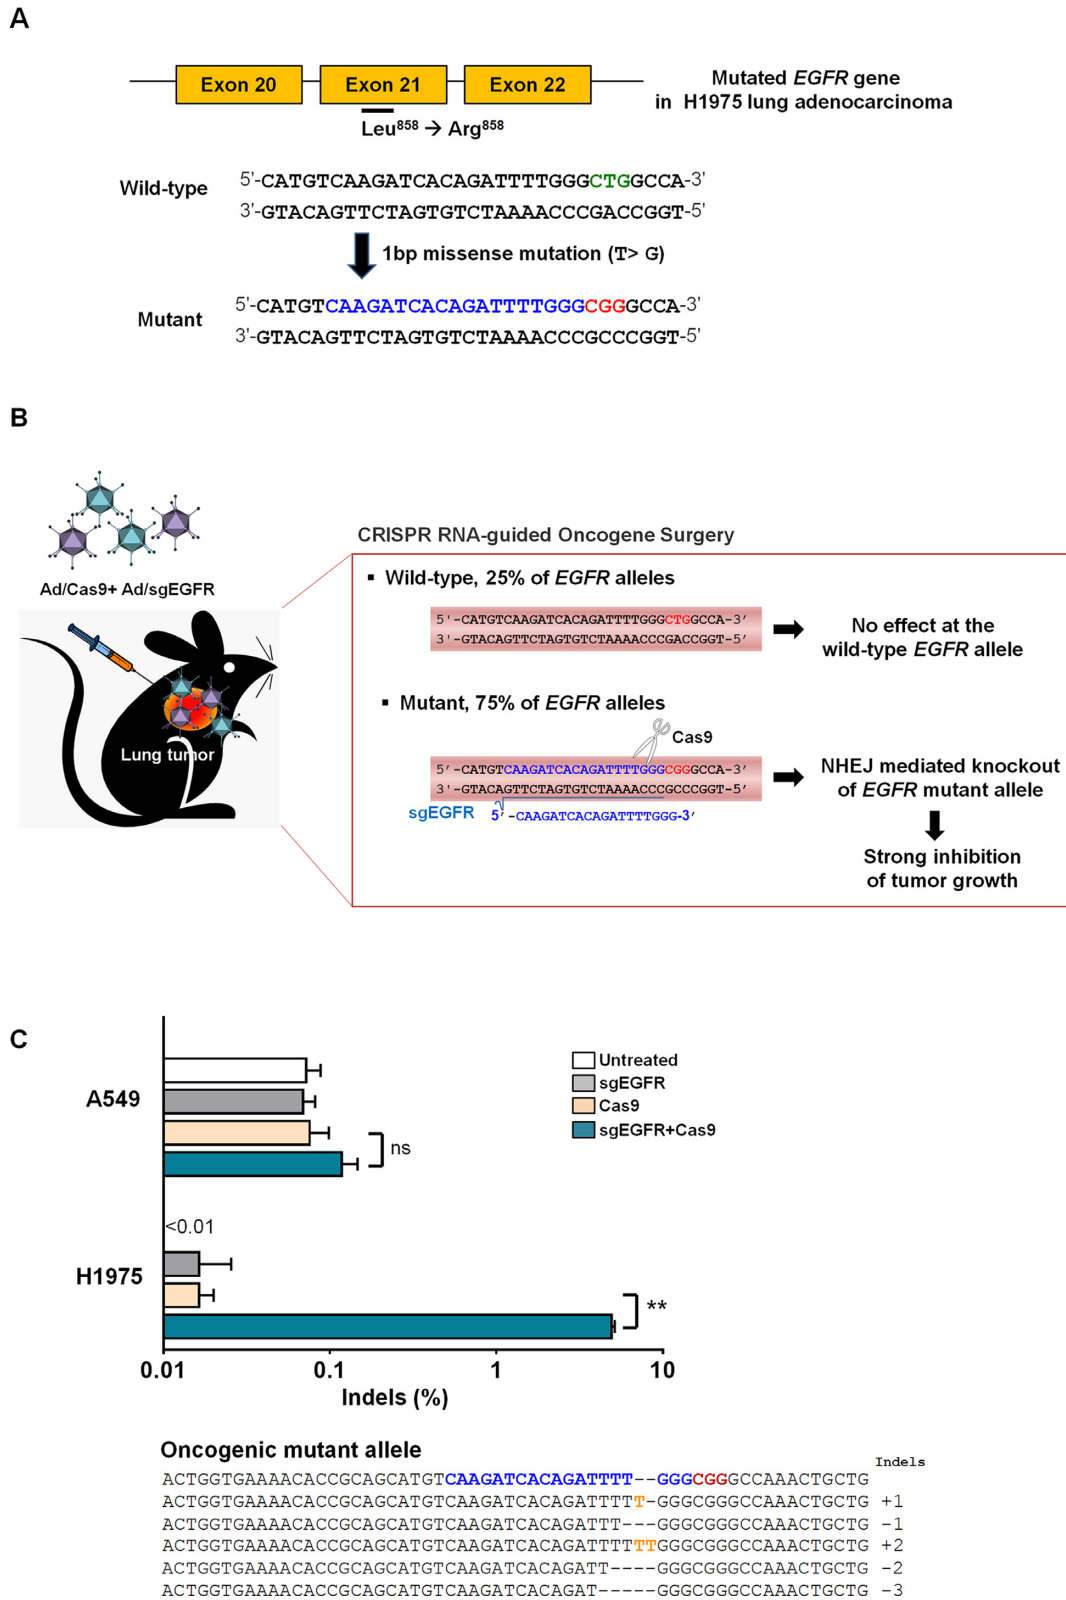 A
Exon 20 Exon 21 Exon 22
Mutated EGFR gene
in H1975 lung adenocarcinoma
Leu858 → Arg858
Wild-type
5'-CATGTCAAGATCACAGATTTTGGGCTGGCCA-3'
3'-GTACAGTTCTAGTGTCTAAAACCCGACCGGT-5'
1bp missense mutation (T> G)
Mutant
5'-CATGTCAAGATCACAGATTTTGGGCGGGCCA-3'
3'-GTACAGTTCTAGTGTCTAAAACCCGCCCGGT-5'
B
Ad/Cas9+ Ad/sgEGFR
Lung tumor
CRISPR RNA-guided Oncogene Surgery
▪ Wild-type, 25% of EGFR alleles
5'-CATGTCAAGATCACAGATTTTGGGCTGGCCA-3'
3'-GTACAGTTCTAGTGTCTAAAACCCGACCGGT-5'
No effect at the
wild-type EGFR allele
▪ Mutant, 75% of EGFR alleles
Cas9
5'-CATGTCAAGATCACAGATTTTGGGCGGGCCA-3'
3'-GTACAGTTCTAGTGTCTAAAACCCGCCCGGT-5'
sgEGFR 5'-CAAGATCACAGATTTTGGG-3'
NHEJ mediated knockout
of EGFR mutant allele
Strong inhibition
of tumor growth
C
Untreated
sgEGFR
Cas9
sgEGFR+Cas9
A549
ns
<0.01
H1975
**
0.01 0.1 1 10
Indels (%)
Oncogenic mutant allele
Indels
ACTGGTGAAAACACCGCAGCATGTCAAGATCACAGATTTT--GGGCGGGCCAAACTGCTG
ACTGGTGAAAACACCGCAGCATGTCAAGATCACAGATTTTT-GGGCGGGCCAAACTGCTG +1
ACTGGTGAAAACACCGCAGCATGTCAAGATCACAGATTT---GGGCGGGCCAAACTGCTG -1
ACTGGTGAAAACACCGCAGCATGTCAAGATCACAGATTTTTTGGGCGGGCCAAACTGCTG +2
ACTGGTGAAAACACCGCAGCATGTCAAGATCACAGATT----GGGCGGGCCAAACTGCTG -2
ACTGGTGAAAACACCGCAGCATGTCAAGATCACAGAT-----GGGCGGGCCAAACTGCTG -3